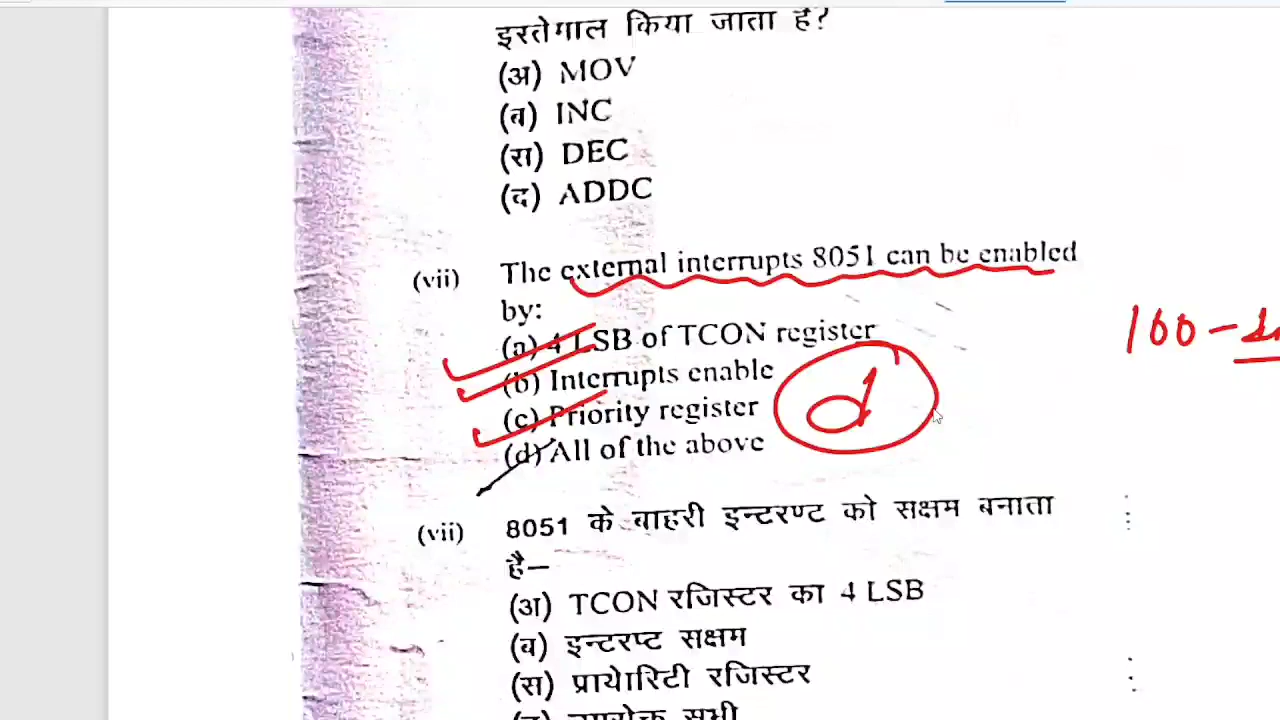 इस्तेमाल किया जाता है?
(अ) MOV
(ब) INC
(स) DEC
(द) ADDC
(vii) The external interrupts 8051 can be enabled
by:
(a) 4 LSB of TCON register
100 –
(b) Interrupts enable
(c) Priority register
d
(d) All of the above
(vii) 8051 के बाहरी इन्टरप्ट को सक्षम बनाता
है–
(अ) TCON रजिस्टर का 4 LSB
(ब) इन्टरप्ट सक्षम
(स) प्रायोरिटी रजिस्टर
(द) उपरोक्त सभी